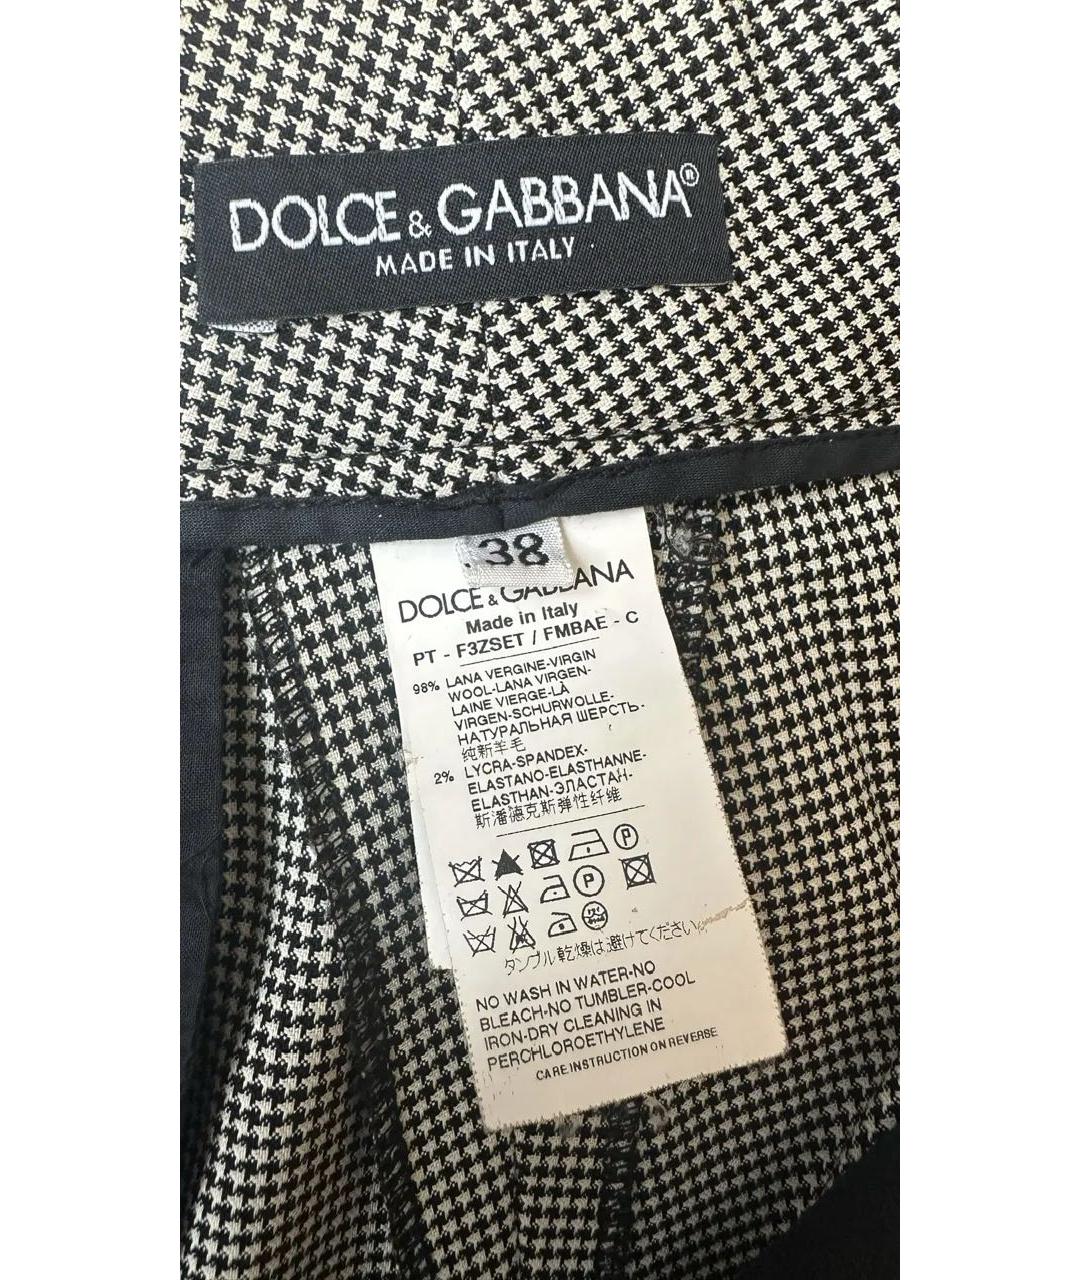 DOLCE & GABBANA®
MADE IN ITALY
38
DOLCE & GABBANA
Made in Italy
PT - F3ZSET / FMBAE - C
98% LANA VERGINE-VIRGIN
WOOL-LANA VIRGEN-
LAINE VIERGE-LÀ
VIRGEN-SCHURWOLLE-
НАТУРАЛЬНАЯ ШЕРСТЬ-
纯新羊毛
2% LYCRA-SPANDEX-
ELASTANO-ELASTHANNE-
ELASTHAN-ЭЛАСТАН-
斯潘德克斯弹性纤维
P
P
タンブル乾燥は避けてください
NO WASH IN WATER-NO
BLEACH-NO TUMBLER-COOL
IRON-DRY CLEANING IN
PERCHLOROETHYLENE
CARE INSTRUCTION ON REVERSE